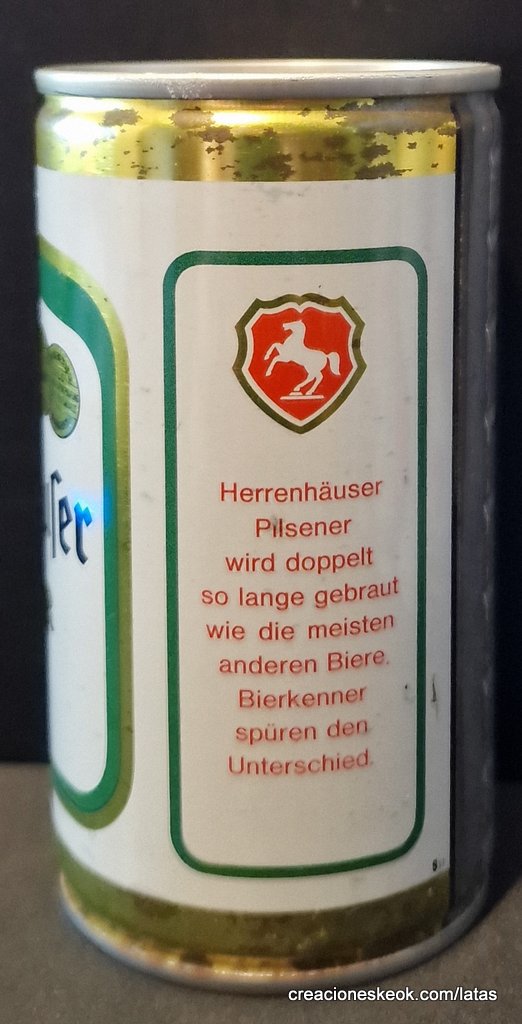 Herrenhäuser
Pilsener
wird doppelt
so lange gebraut
wie die meisten
anderen Biere.
Bierkenner
spüren den
Unterschied.
creacioneskeok.com/latas